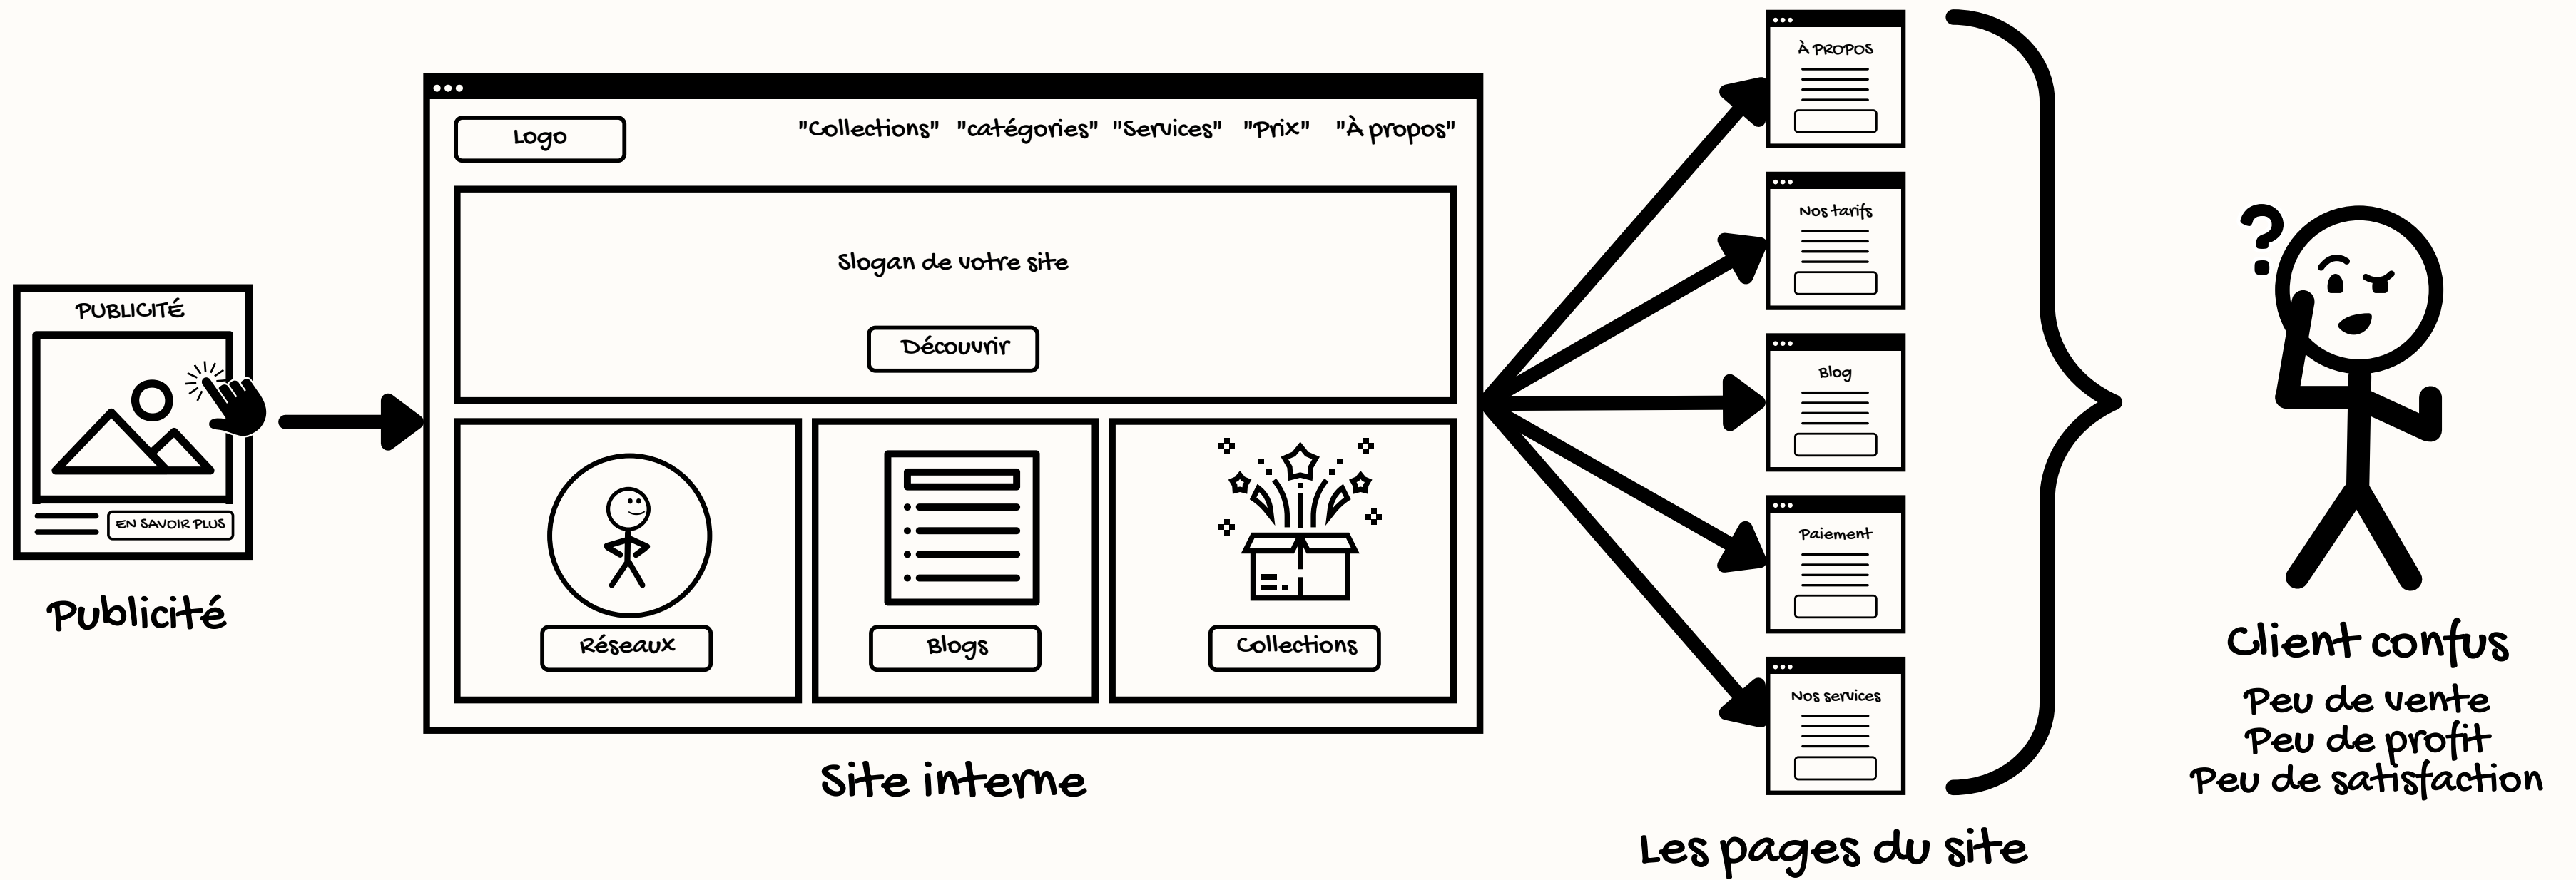 PUBLICITÉ
EN SAVOIR PLUS
Publicité
Logo
"Collections" "catégories" "Services" "Prix" "À propos"
Slogan de votre site
Découvrir
Réseaux
Blogs
Collections
Site interne
À PROPOS
Nos tarifs
Blog
Paiement
Nos services
Les pages du site
?
Client confus
Peu de vente
Peu de profit
Peu de satisfaction